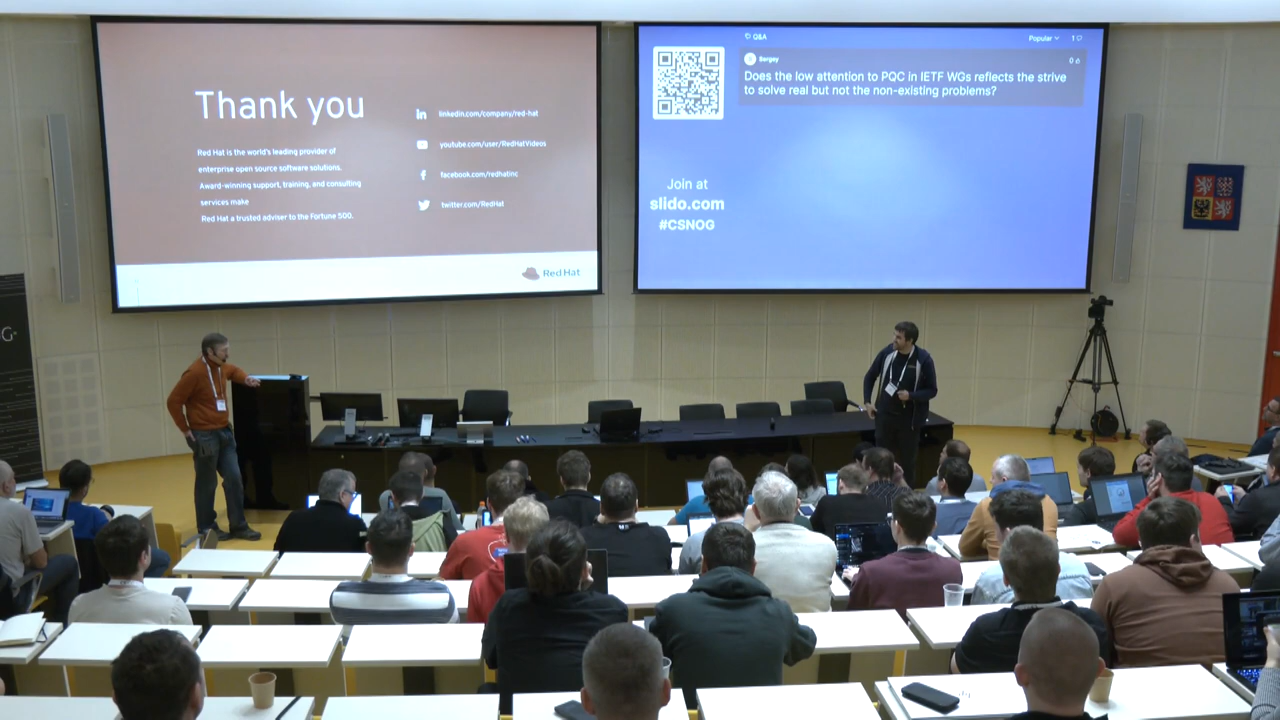 Thank you
Red Hat is the world's leading provider of
enterprise open source software solutions.
Award-winning support, training, and consulting
services make
Red Hat a trusted adviser to the Fortune 500.
linkedin.com/company/red-hat
youtube.com/user/RedHatVideos
facebook.com/redhatinc
twitter.com/RedHat
Red Hat
Q&A
Popular
1
Sergey
0
Does the low attention to PQC in IETF WGs reflects the strive
to solve real but not the non-existing problems?
Join at
slido.com
#CSNOG
G